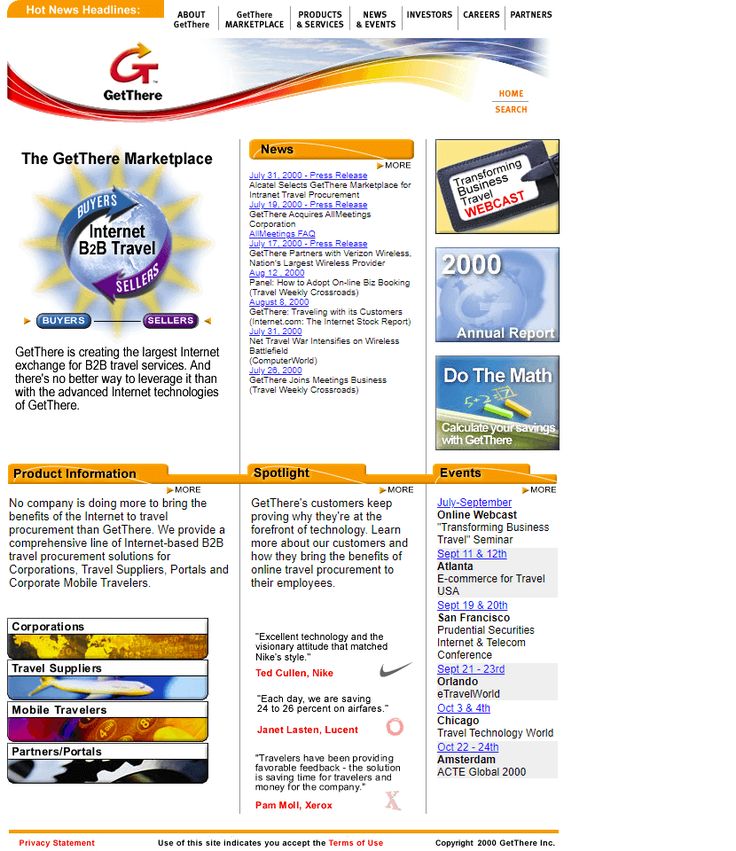 Hot News Headlines:
ABOUT
GetThere
GetThere
MARKETPLACE
PRODUCTS
& SERVICES
NEWS
& EVENTS
INVESTORS
CAREERS
PARTNERS
GetThere
HOME
SEARCH
The GetThere Marketplace
BUYERS
Internet
B2B Travel
SELLERS
BUYERS
SELLERS
GetThere is creating the largest Internet
exchange for B2B travel services. And
there's no better way to leverage it than
with the advanced Internet technologies
of GetThere.
News
MORE
July 31, 2000 - Press Release
Alcatel Selects GetThere Marketplace for
Intranet Travel Procurement
July 19, 2000 - Press Release
GetThere Acquires AllMeetings
Corporation
AllMeetings FAQ
July 17, 2000 - Press Release
GetThere Partners with Verizon Wireless,
Nation's Largest Wireless Provider
Aug 12 , 2000
Panel: How to Adopt On-line Biz Booking
(Travel Weekly Crossroads)
August 8, 2000
GetThere: Traveling with its Customers
(Internet.com: The Internet Stock Report)
July 31, 2000
Net Travel War Intensifies on Wireless
Battlefield
(ComputerWorld)
July 26, 2000
GetThere Joins Meetings Business
(Travel Weekly Crossroads)
Transforming
Business
Travel
WEBCAST
2000
Annual Report
Do The Math
5+2=7
Calculate your savings
with GetThere
Product Information
MORE
No company is doing more to bring the
benefits of the Internet to travel
procurement than GetThere. We provide a
comprehensive line of Internet-based B2B
travel procurement solutions for
Corporations, Travel Suppliers, Portals and
Corporate Mobile Travelers.
Corporations
Travel Suppliers
Mobile Travelers
Partners/Portals
Spotlight
MORE
GetThere's customers keep
proving why they're at the
forefront of technology. Learn
more about our customers and
how they bring the benefits of
online travel procurement to
their employees.
"Excellent technology and the
visionary attitude that matched
Nike's style."
Ted Cullen, Nike
"Each day, we are saving
24 to 26 percent on airfares."
Janet Lasten, Lucent
"Travelers have been providing
favorable feedback - the solution
is saving time for travelers and
money for the company."
Pam Moll, Xerox
Events
MORE
July-September
Online Webcast
"Transforming Business
Travel" Seminar
Sept 11 & 12th
Atlanta
E-commerce for Travel
USA
Sept 19 & 20th
San Francisco
Prudential Securities
Internet & Telecom
Conference
Sept 21 - 23rd
Orlando
eTravelWorld
Oct 3 & 4th
Chicago
Travel Technology World
Oct 22 - 24th
Amsterdam
ACTE Global 2000
Privacy Statement
Use of this site indicates you accept the Terms of Use
Copyright 2000 GetThere Inc.